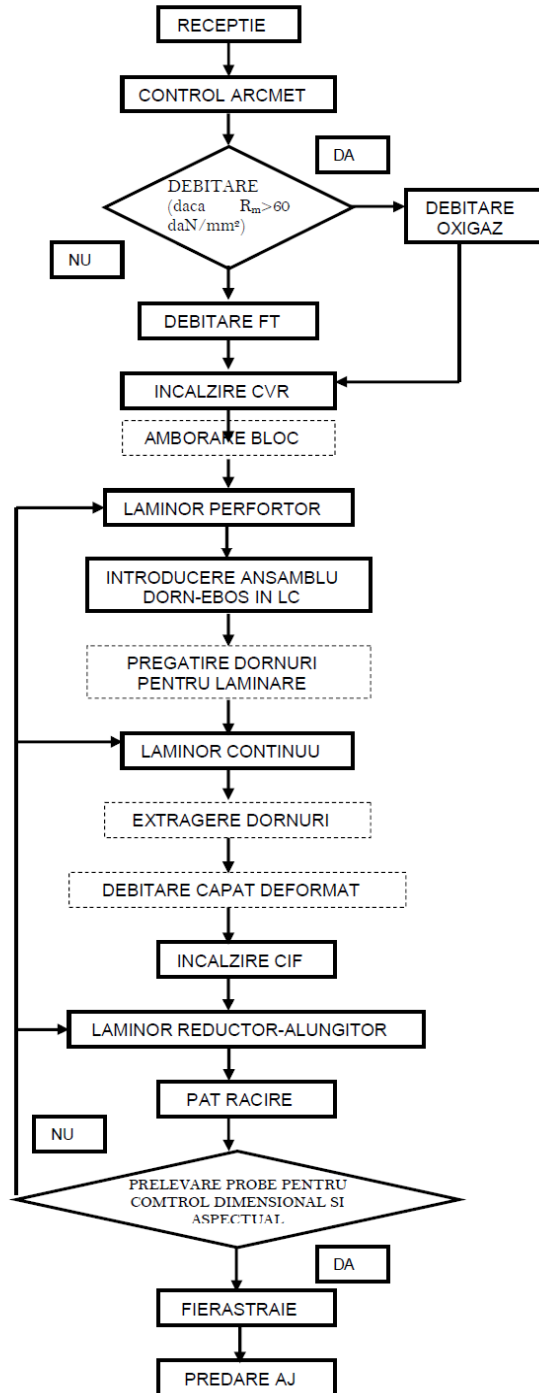 RECEPTIE
CONTROL ARCMET
DA
DEBITARE
(daca Rₘ>60
daN/mm²)
DEBITARE
OXIGAZ
NU
DEBITARE FT
INCALZIRE CVR
AMBORARE BLOC
LAMINOR PERFORTOR
INTRODUCERE ANSAMBLU
DORN-EBOS IN LC
PREGATIRE DORNURI
PENTRU LAMINARE
LAMINOR CONTINUU
EXTRAGERE DORNURI
DEBITARE CAPAT DEFORMAT
INCALZIRE CIF
LAMINOR REDUCTOR-ALUNGITOR
PAT RACIRE
NU
PRELEVARE PROBE PENTRU
COMTROL DIMENSIONAL SI
ASPECTUAL
DA
FIERASTRAIE
PREDARE AJ